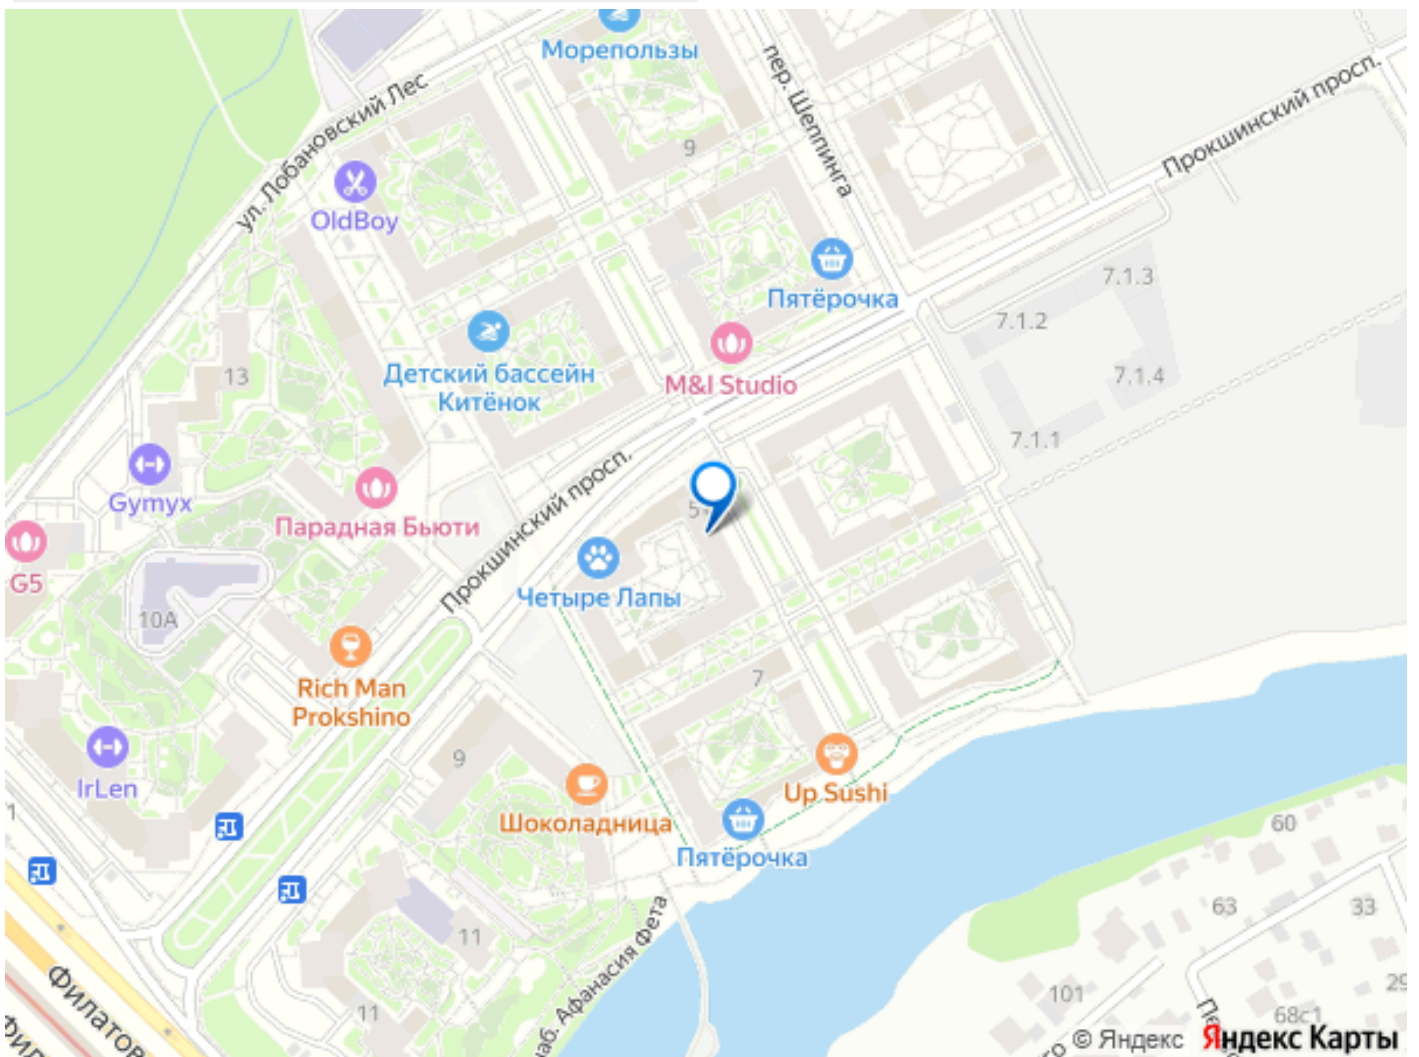 Морепользы
пер. Шеппинга
Прокшинский просп.
ул. Лобановский Лес
9
OldBoy
Пятёрочка
7.1.3
7.1.2
7.1.4
7.1.1
M&I Studio
Детский бассейн
Китёнок
13
Gymyx
Парадная Бьюти
Прокшинский просп.
G5
Четыре Лапы
10А
Rich Man
Prokshino
7
9
IrLen
Шоколадница
Up Sushi
Пятёрочка
60
63
33
11
11
наб. Афанасия Фета
101
68с1
© Яндекс Яндекс Карты